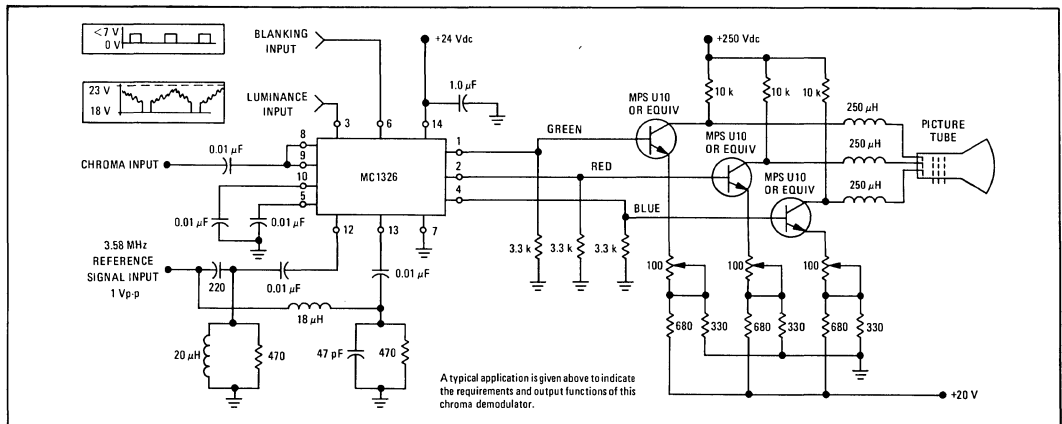 <7 V
0 V
23 V
18 V
BLANKING
INPUT
LUMINANCE
INPUT
+24 Vdc
1.0 µF
3
6
14
8
9
10
5
1
2
4
12
13
7
MC1326
CHROMA INPUT
0.01 µF
0.01 µF
0.01 µF
3.58 MHz
REFERENCE
SIGNAL INPUT
1 Vp-p
220
0.01 µF
0.01 µF
18 µH
20 µH
470
47 pF
470
GREEN
RED
BLUE
3.3 k
3.3 k
3.3 k
MPS U10
OR EQUIV
MPS U10
OR EQUIV
MPS U10
OR EQUIV
+250 Vdc
10 k
10 k
10 k
250 µH
250 µH
250 µH
PICTURE
TUBE
100
100
100
680
330
680
330
680
330
+20 V
A typical application is given above to indicate
the requirements and output functions of this
chroma demodulator.